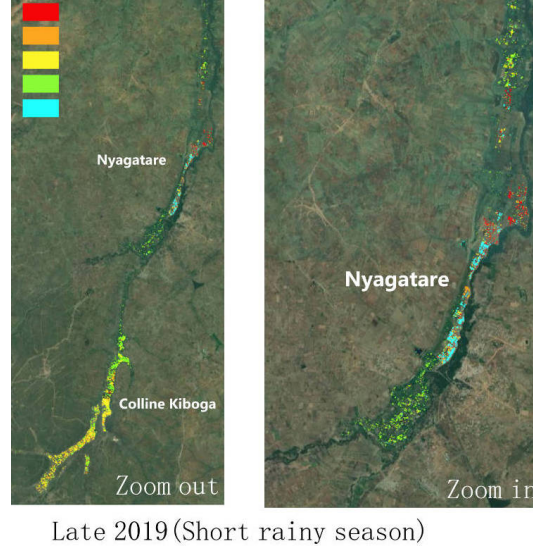 Nyagatare
Colline Kiboga
Zoom out
Nyagatare
Zoom in
Late 2019(Short rainy season)